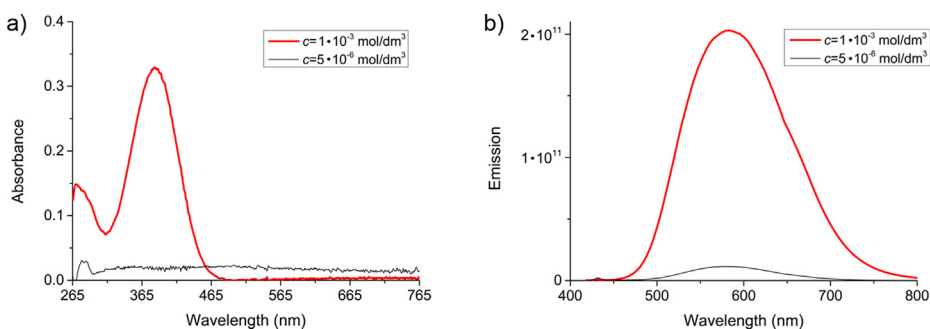 a)
0.4
0.3
0.2
0.1
0.0
Absorbance
265 365 465 565 665 765
Wavelength (nm)
c=1•10⁻³ mol/dm³
c=5•10⁻⁶ mol/dm³
b)
2•10¹¹
1•10¹¹
0
Emission
400 500 600 700 800
Wavelength (nm)
c=1•10⁻³ mol/dm³
c=5•10⁻⁶ mol/dm³